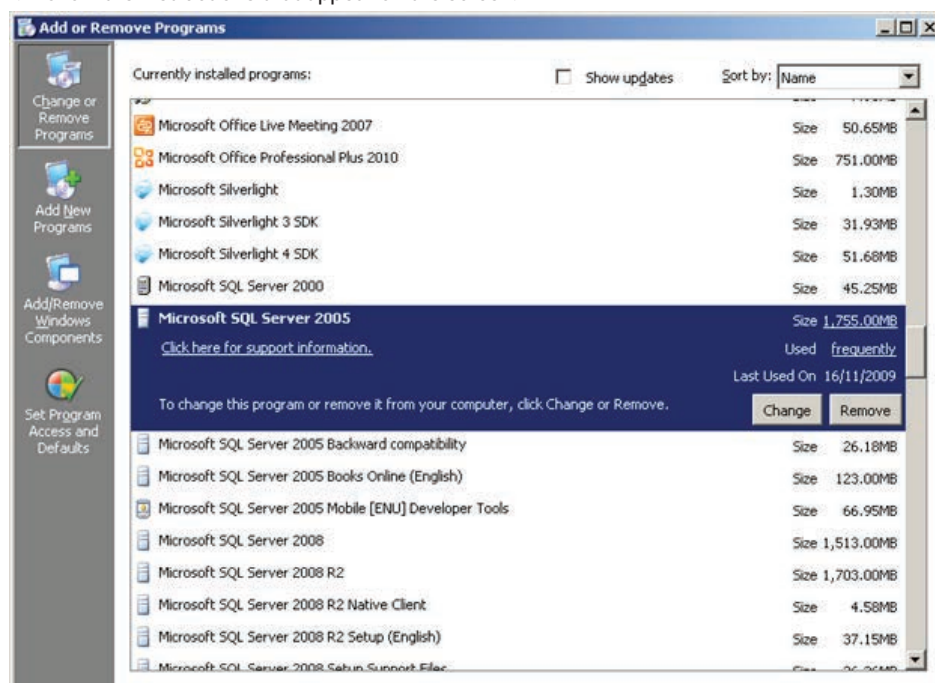 Add or Remove Programs
Change or
Remove
Programs
Add New
Programs
Add/Remove
Windows
Components
Set Program
Access and
Defaults
Currently installed programs:
Show updates
Sort by: Name
Microsoft Office Live Meeting 2007 Size 50.65MB
Microsoft Office Professional Plus 2010 Size 751.00MB
Microsoft Silverlight Size 1.30MB
Microsoft Silverlight 3 SDK Size 31.93MB
Microsoft Silverlight 4 SDK Size 51.68MB
Microsoft SQL Server 2000 Size 45.25MB
Microsoft SQL Server 2005 Size 1,755.00MB
Click here for support information. Used frequently
Last Used On 16/11/2009
To change this program or remove it from your computer, click Change or Remove. Change Remove
Microsoft SQL Server 2005 Backward compatibility Size 26.18MB
Microsoft SQL Server 2005 Books Online (English) Size 123.00MB
Microsoft SQL Server 2005 Mobile [ENU] Developer Tools Size 66.95MB
Microsoft SQL Server 2008 Size 1,513.00MB
Microsoft SQL Server 2008 R2 Size 1,703.00MB
Microsoft SQL Server 2008 R2 Native Client Size 4.58MB
Microsoft SQL Server 2008 R2 Setup (English) Size 37.15MB
Microsoft SQL Server 2008 Setup Support Files